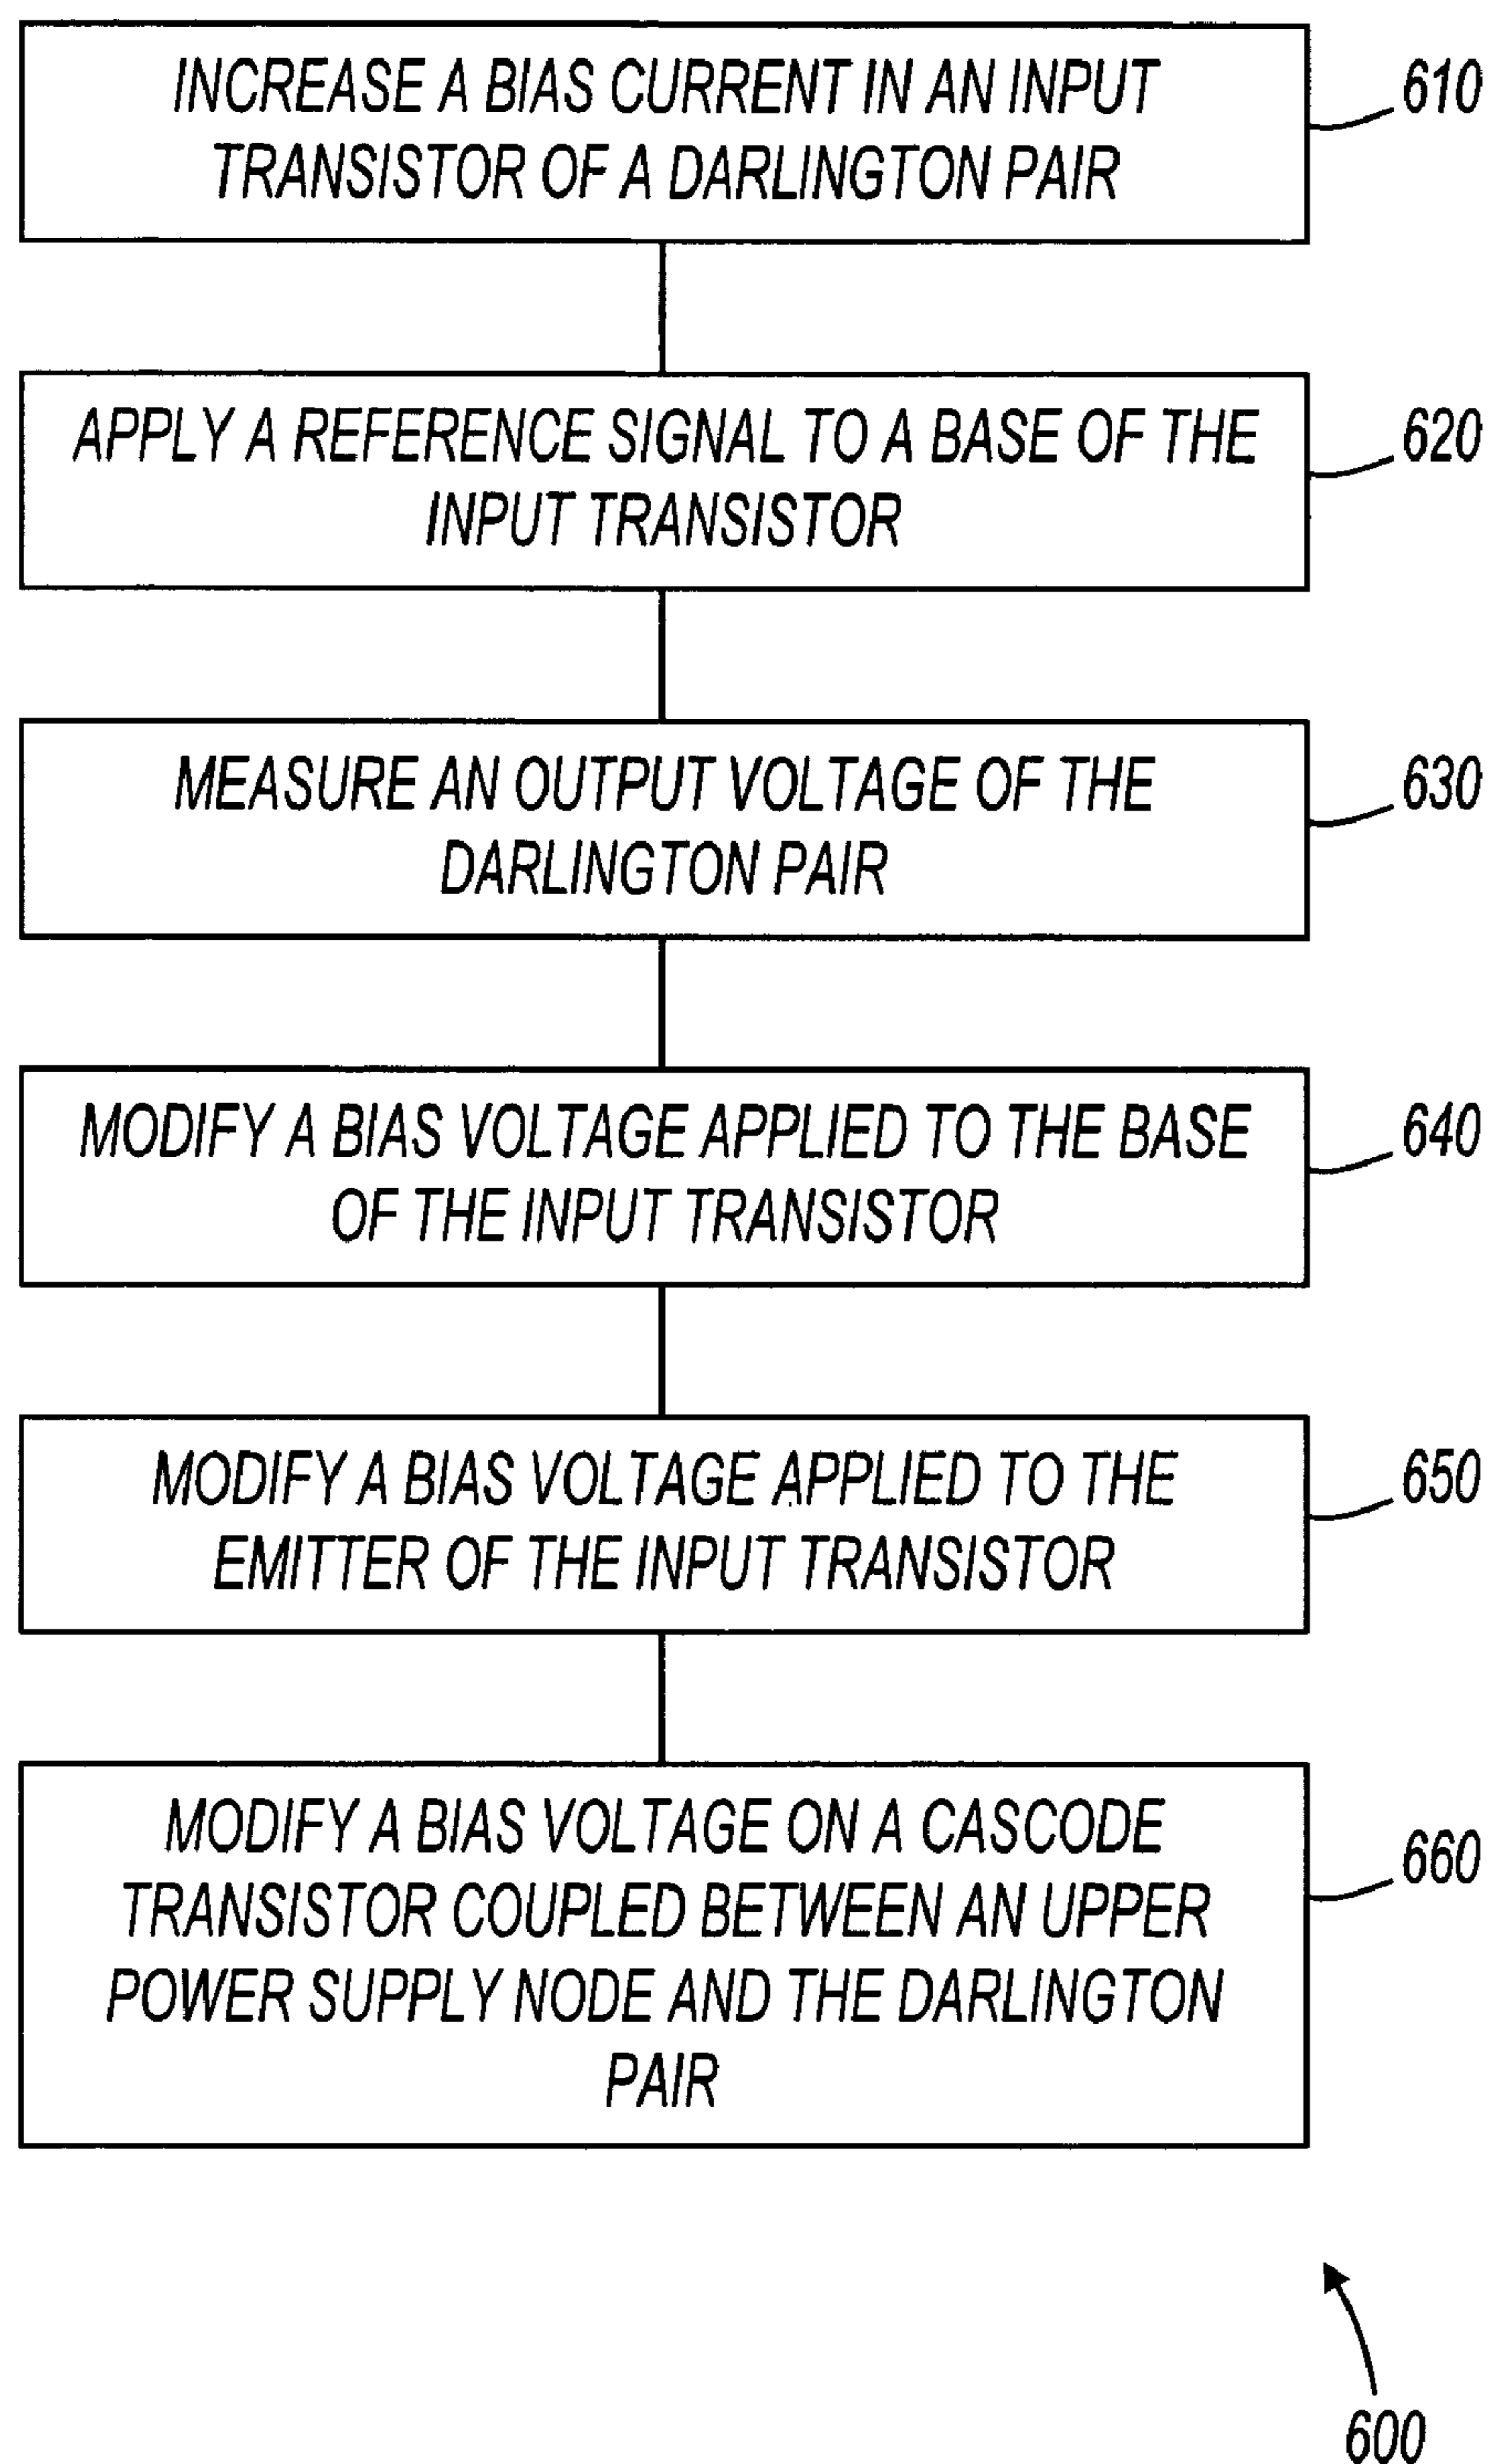 INCREASE A BIAS CURRENT IN AN INPUT
TRANSISTOR OF A DARLINGTON PAIR
610
APPLY A REFERENCE SIGNAL TO A BASE OF THE
INPUT TRANSISTOR
620
MEASURE AN OUTPUT VOLTAGE OF THE
DARLINGTON PAIR
630
MODIFY A BIAS VOLTAGE APPLIED TO THE BASE
OF THE INPUT TRANSISTOR
640
MODIFY A BIAS VOLTAGE APPLIED TO THE
EMITTER OF THE INPUT TRANSISTOR
650
MODIFY A BIAS VOLTAGE ON A CASCODE
TRANSISTOR COUPLED BETWEEN AN UPPER
POWER SUPPLY NODE AND THE DARLINGTON
PAIR
660
600